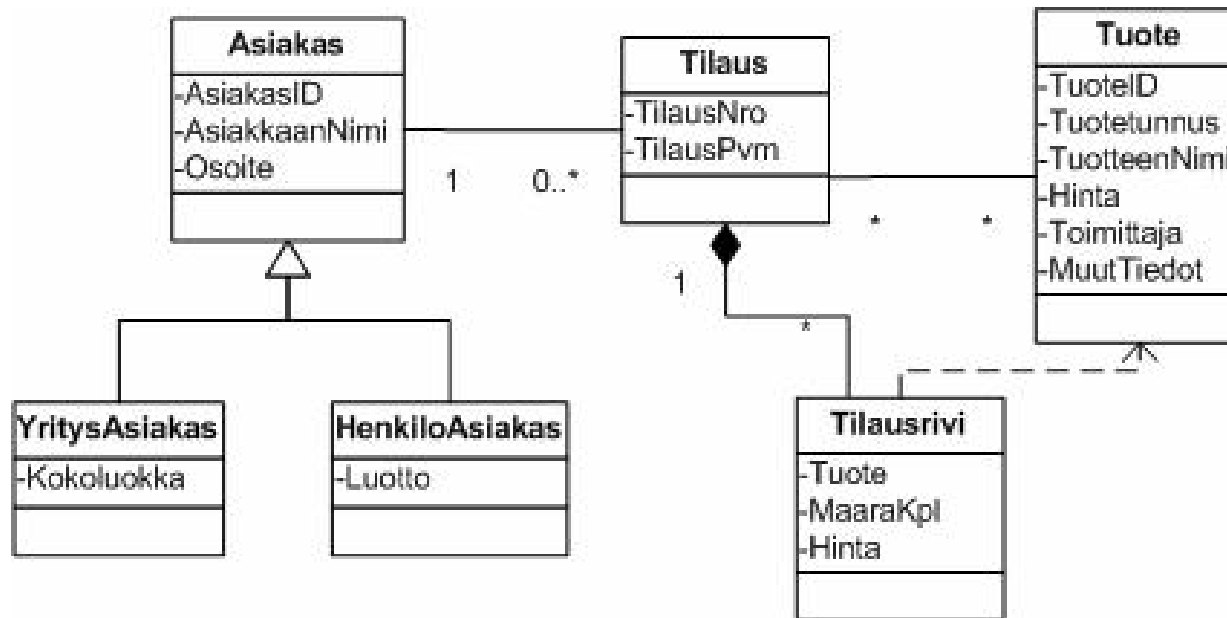 Asiakas
-AsiakasID
-AsiakkaanNimi
-Osoite
1
0..*
Tilaus
-TilausNro
-TilausPvm
*
*
Tuote
-TuoteID
-Tuotetunnus
-TuotteenNimi
-Hinta
-Toimittaja
-MuutTiedot
1
*
YritysAsiakas
-Kokoluokka
HenkiloAsiakas
-Luotto
Tilausrivi
-Tuote
-MaaraKpl
-Hinta